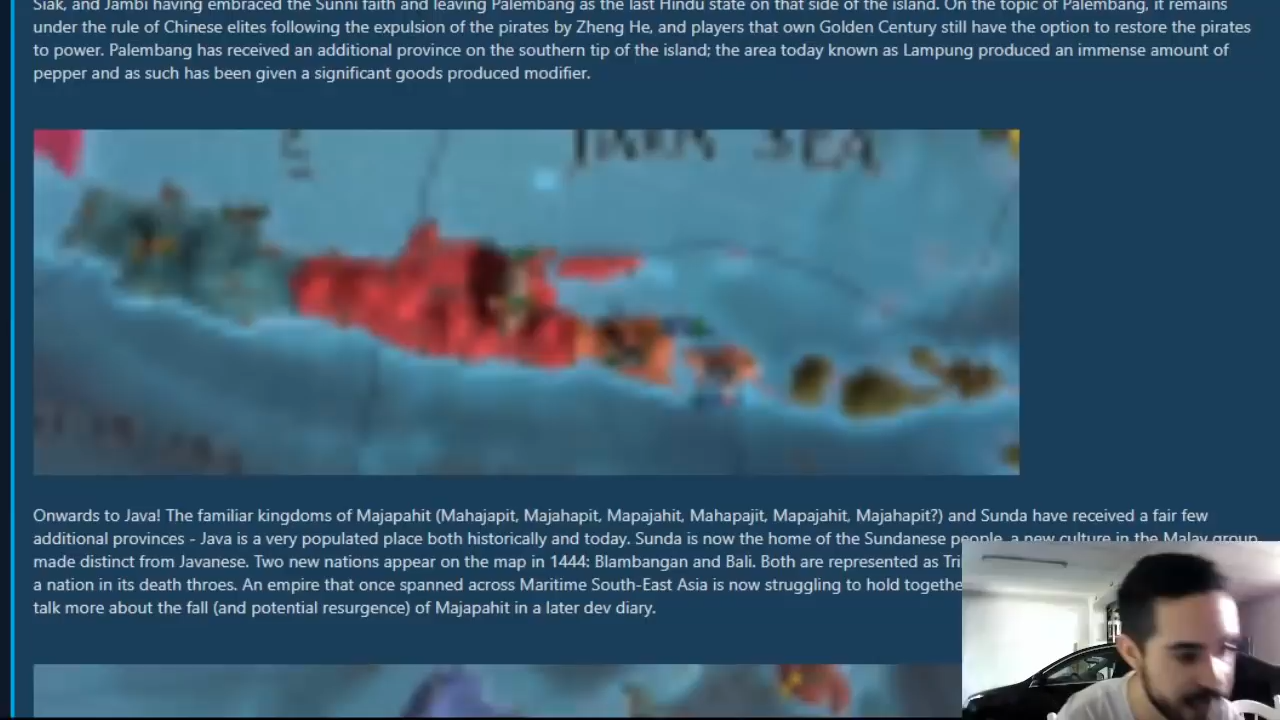 Siak, and Jambi having embraced the Sunni faith and leaving Palembang as the last Hindu state on that side of the island. On the topic of Palembang, it remains
under the rule of Chinese elites following the expulsion of the pirates by Zheng He, and players that own Golden Century still have the option to restore the pirates
to power. Palembang has received an additional province on the southern tip of the island; the area today known as Lampung produced an immense amount of
pepper and as such has been given a significant goods produced modifier.
SEA
Onwards to Java! The familiar kingdoms of Majapahit (Mahajapit, Majahapit, Mapajahit, Mahapajit, Mapajahit, Majahapit?) and Sunda have received a fair few
additional provinces - Java is a very populated place both historically and today. Sunda is now the home of the Sundanese people, a new culture in the Malay group
made distinct from Javanese. Two new nations appear on the map in 1444: Blambangan and Bali. Both are represented as Tri
a nation in its death throes. An empire that once spanned across Maritime South-East Asia is now struggling to hold togethe
talk more about the fall (and potential resurgence) of Majapahit in a later dev diary.